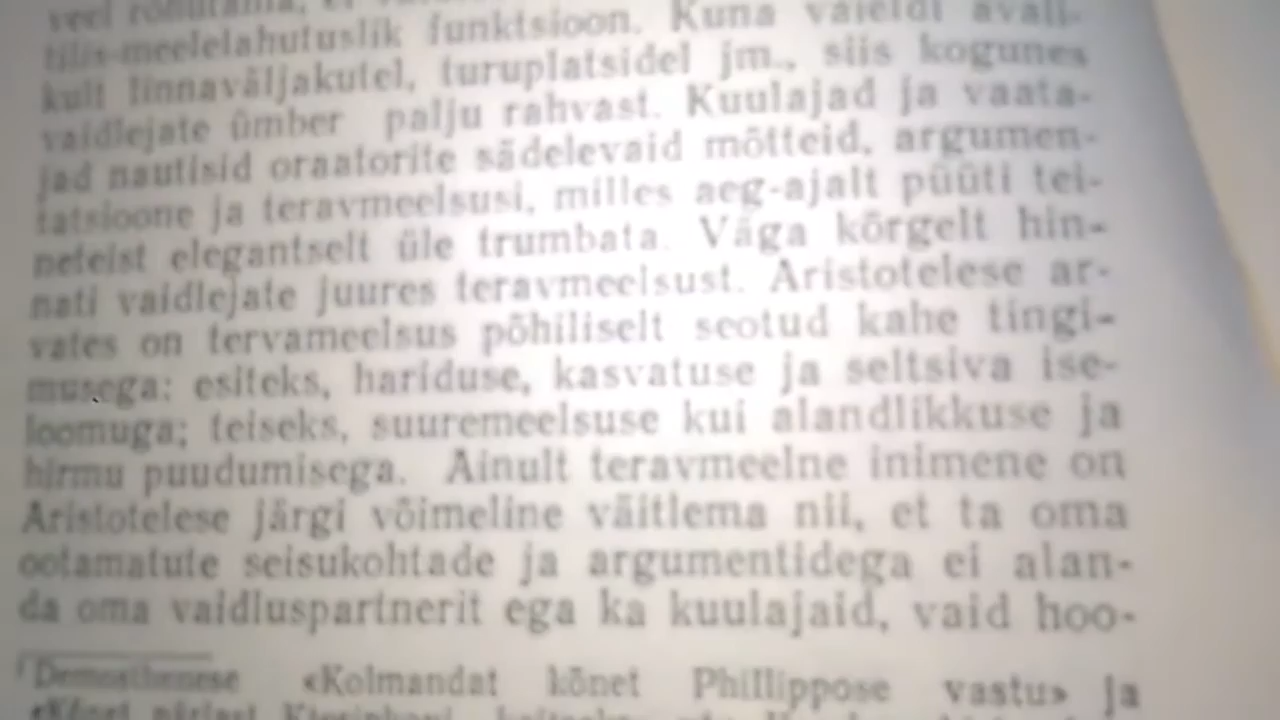 veel rõhutama, ei
tilis-meelelahutuslik funktsioon. Kuna vaieldi avali-
kult linnaväljakutel, turuplatsidel jm., siis kogunes
vaidlejate ümber palju rahvast. Kuulajad ja vaata-
jad nautisid oraatorite sädelevaid mõtteid, argumen-
tatsioone ja teravmeelsusi, milles aeg-ajalt püüti tei-
neteist elegantselt üle trumbata. Väga kõrgelt hin-
nati vaidlejate juures teravmeelsust. Aristotelese ar-
vates on tervameelsus põhiliselt seotud kahe tingi-
musega: esiteks, hariduse, kasvatuse ja seltsiva ise-
loomuga; teiseks, suuremeelsuse kui alandlikkuse ja
hirmu puudumisega. Ainult teravmeelne inimene on
Aristotelese järgi võimeline väitlema nii, et ta oma
ootamatute seisukohtade ja argumentidega ei alan-
da oma vaidluspartnerit ega ka kuulajaid, vaid hoo-
¹ Demosthenese «Kolmandat kõnet Phillippose vastu» ja